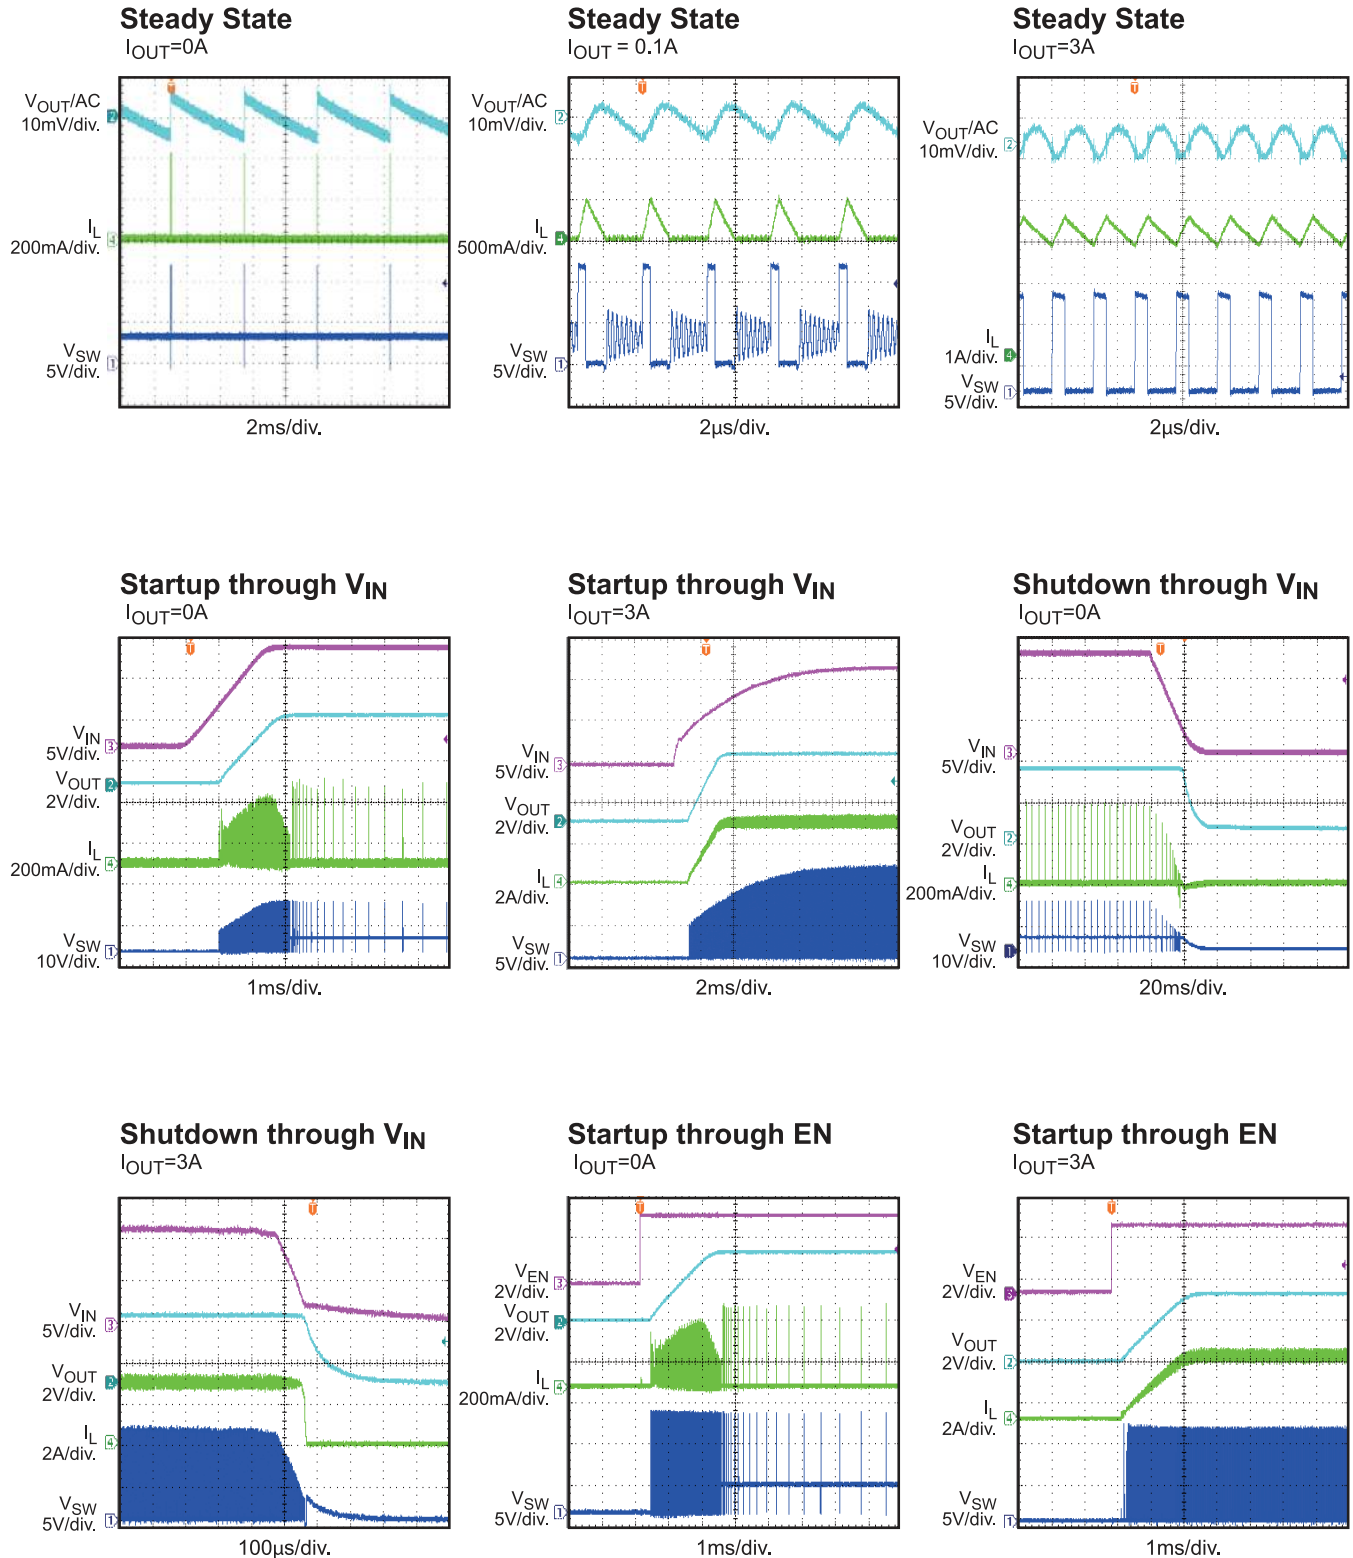 Steady State
IOUT=0A
VOUT/AC
10mV/div.
IL
200mA/div.
VSW
5V/div.
2ms/div.
Steady State
IOUT = 0.1A
VOUT/AC
10mV/div.
IL
500mA/div.
VSW
5V/div.
2µs/div.
Steady State
IOUT=3A
VOUT/AC
10mV/div.
IL
1A/div.
VSW
5V/div.
2µs/div.
Startup through VIN
IOUT=0A
VIN
5V/div.
VOUT
2V/div.
IL
200mA/div.
VSW
10V/div.
1ms/div.
Startup through VIN
IOUT=3A
VIN
5V/div.
VOUT
2V/div.
IL
2A/div.
VSW
5V/div.
2ms/div.
Shutdown through VIN
IOUT=0A
VIN
5V/div.
VOUT
2V/div.
IL
200mA/div.
VSW
10V/div.
20ms/div.
Shutdown through VIN
IOUT=3A
VIN
5V/div.
VOUT
2V/div.
IL
2A/div.
VSW
5V/div.
100µs/div.
Startup through EN
IOUT=0A
VEN
2V/div.
VOUT
2V/div.
IL
200mA/div.
VSW
5V/div.
1ms/div.
Startup through EN
IOUT=3A
VEN
2V/div.
VOUT
2V/div.
IL
2A/div.
VSW
5V/div.
1ms/div.